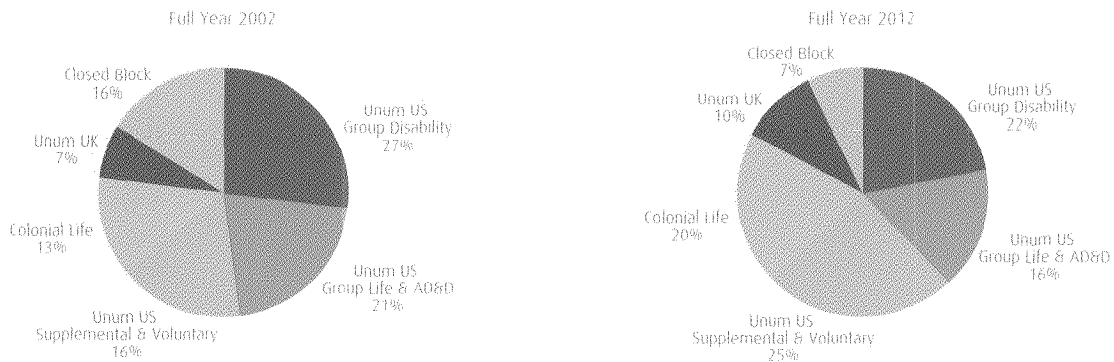 Full Year 2002
Closed Block
16%
Unum US
Group Disability
27%
Unum UK
7%
Colonial Life
13%
Unum US
Group Life & AD&D
21%
Unum US
Supplemental & Voluntary
16%
Full Year 2012
Closed Block
7%
Unum US
Group Disability
22%
Unum UK
10%
Colonial Life
20%
Unum US
Group Life & AD&D
16%
Unum US
Supplemental & Voluntary
25%